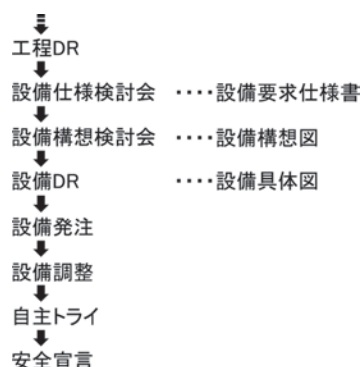 工程DR
設備仕様検討会 ････設備要求仕様書
設備構想検討会 ････設備構想図
設備DR ････設備具体図
設備発注
設備調整
自主トライ
安全宣言